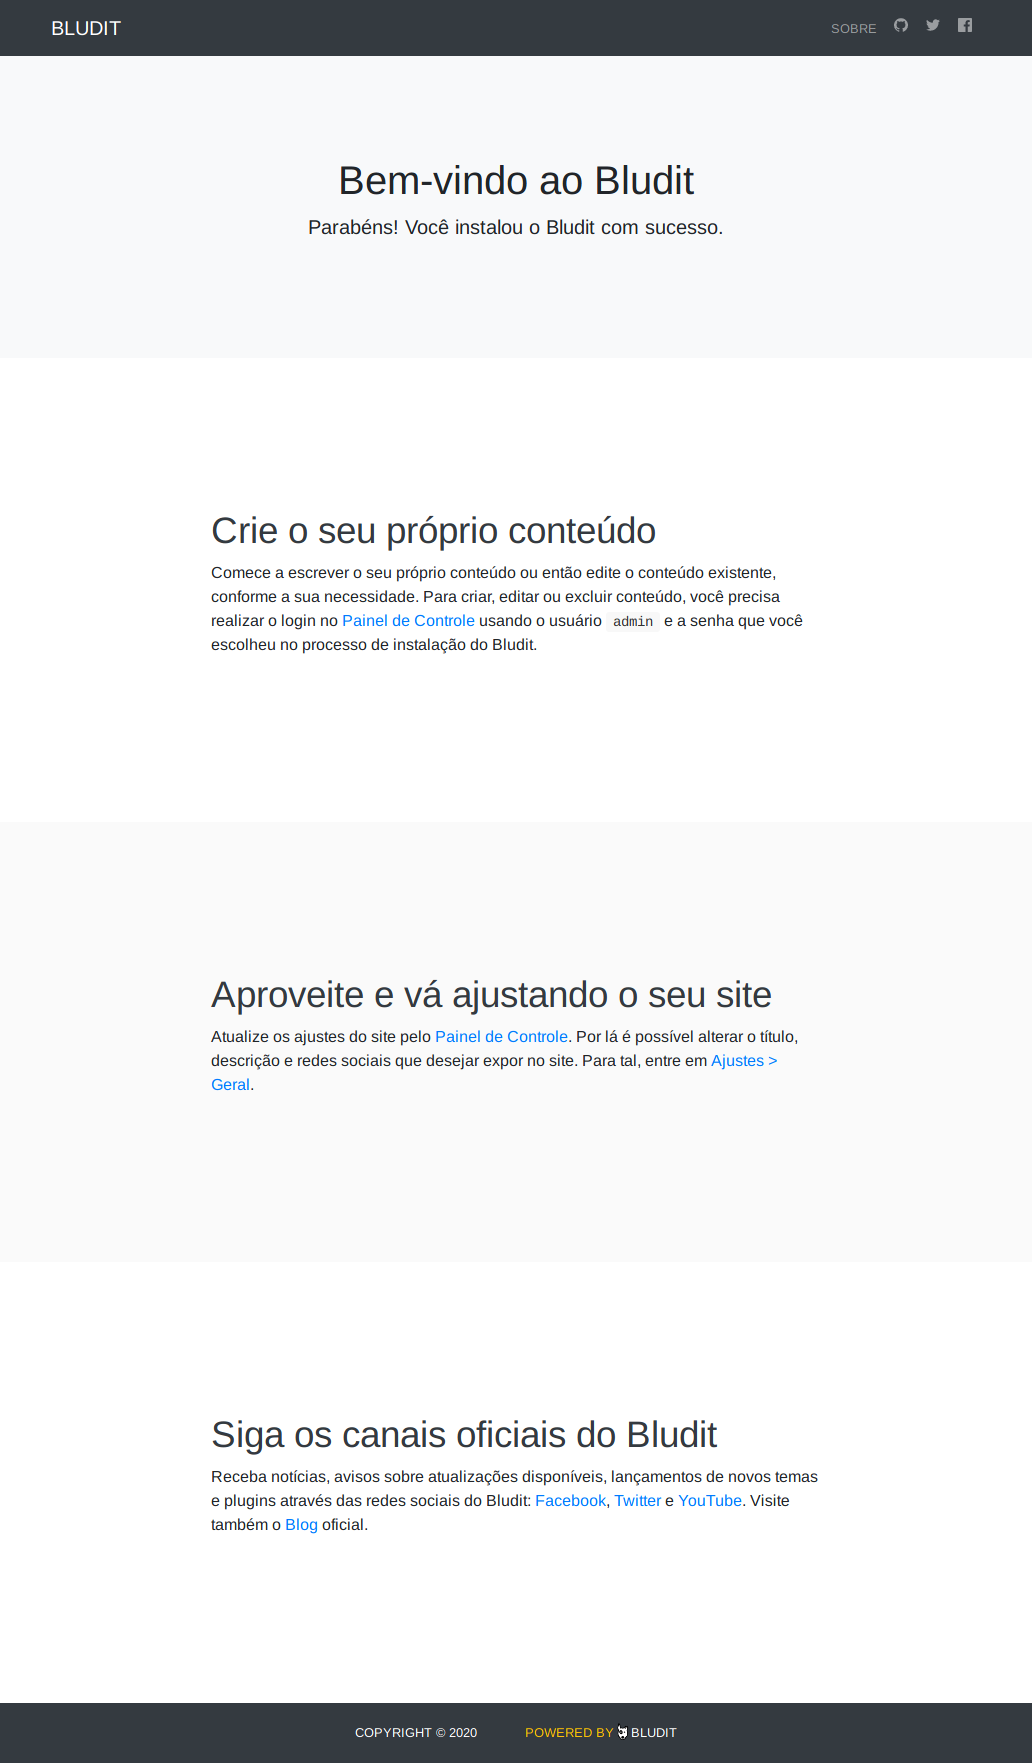 BLUDIT
SOBRE
Bem-vindo ao Bludit
Parabéns! Você instalou o Bludit com sucesso.
Crie o seu próprio conteúdo
Comece a escrever o seu próprio conteúdo ou então edite o conteúdo existente,
conforme a sua necessidade. Para criar, editar ou excluir conteúdo, você precisa
realizar o login no Painel de Controle usando o usuário admin e a senha que você
escolheu no processo de instalação do Bludit.
Aproveite e vá ajustando o seu site
Atualize os ajustes do site pelo Painel de Controle. Por lá é possível alterar o título,
descrição e redes sociais que desejar expor no site. Para tal, entre em Ajustes >
Geral.
Siga os canais oficiais do Bludit
Receba notícias, avisos sobre atualizações disponíveis, lançamentos de novos temas
e plugins através das redes sociais do Bludit: Facebook, Twitter e YouTube. Visite
também o Blog oficial.
COPYRIGHT © 2020 POWERED BY BLUDIT